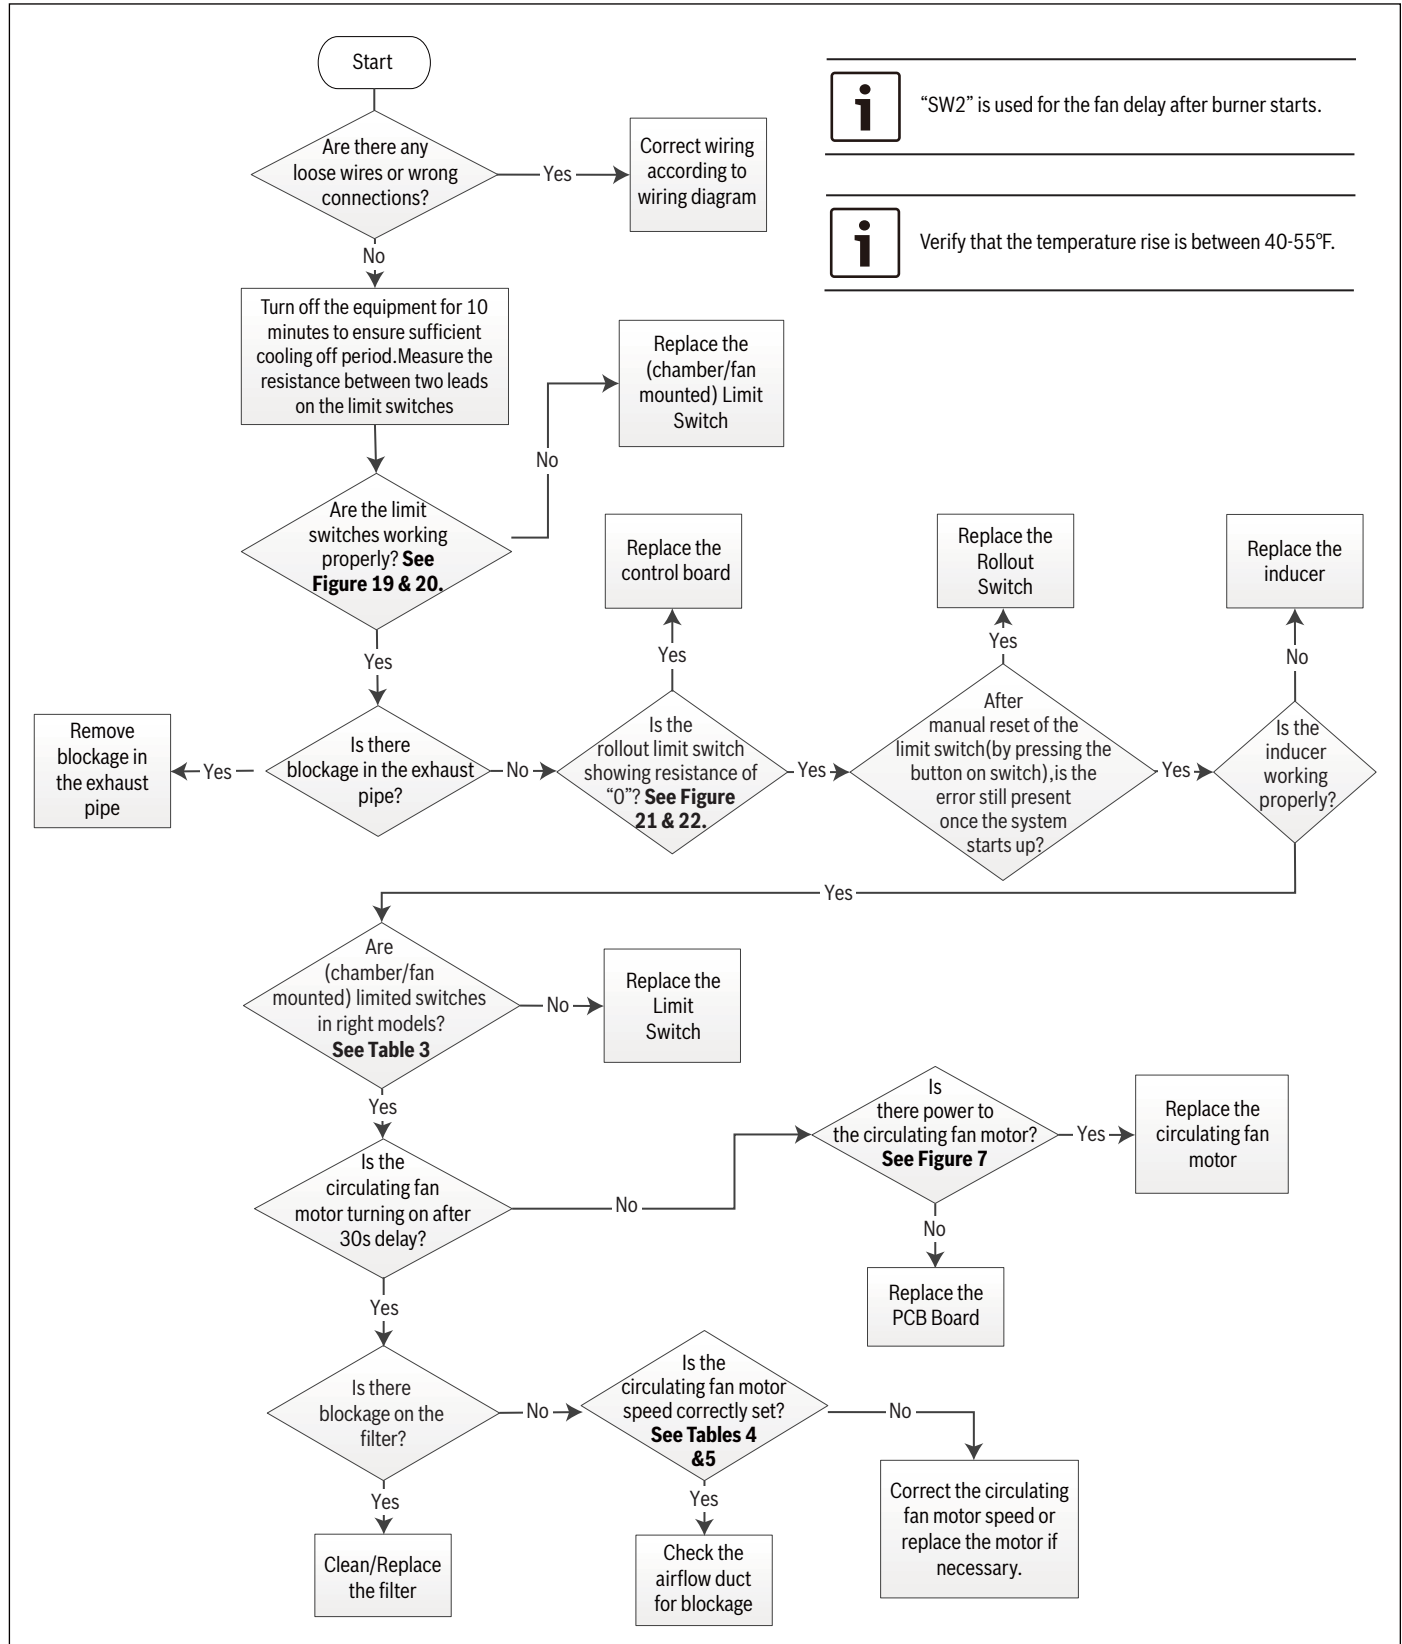 Start
"SW2" is used for the fan delay after burner starts.
Verify that the temperature rise is between 40-55°F.
Are there any
loose wires or wrong
connections?
Yes
Correct wiring
according to
wiring diagram
No
Turn off the equipment for 10
minutes to ensure sufficient
cooling off period.Measure the
resistance between two leads
on the limit switches
Replace the
(chamber/fan
mounted) Limit
Switch
No
Are the limit
switches working
properly? See
Figure 19 & 20.
Yes
Replace the
control board
Replace the
Rollout
Switch
Replace the
inducer
Yes
Yes
No
Remove
blockage in
the exhaust
pipe
Yes
Is there
blockage in the exhaust
pipe?
No
Is the
rollout limit switch
showing resistance of
"0"? See Figure
21 & 22.
Yes
After
manual reset of the
limit switch(by pressing the
button on switch),is the
error still present
once the system
starts up?
Yes
Is the
inducer
working
properly?
Yes
Are
(chamber/fan
mounted) limited switches
in right models?
See Table 3
No
Replace the
Limit
Switch
Yes
Is the
circulating fan
motor turning on after
30s delay?
No
Is
there power to
the circulating fan motor?
See Figure 7
Yes
Replace the
circulating fan
motor
No
Replace the
PCB Board
Yes
Is there
blockage on the
filter?
No
Is the
circulating fan motor
speed correctly set?
See Tables 4
&5
No
Correct the circulating
fan motor speed or
replace the motor if
necessary.
Yes
Clean/Replace
the filter
Yes
Check the
airflow duct
for blockage